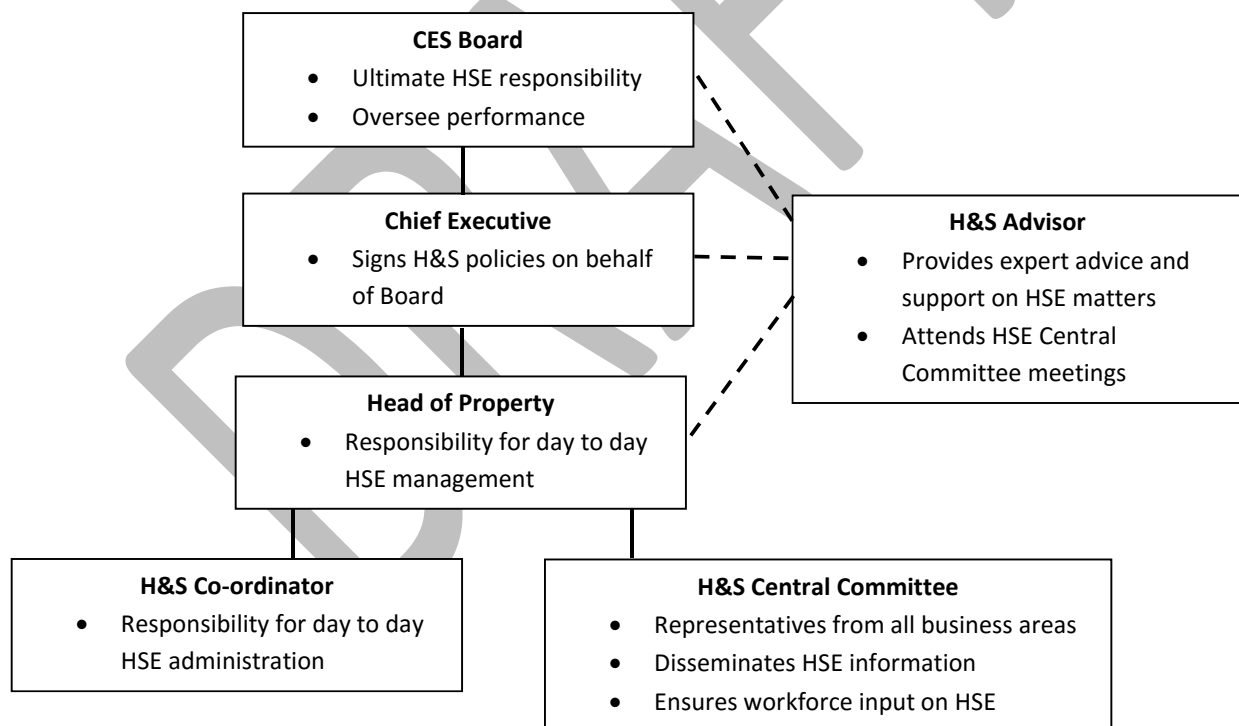 CES Board
• Ultimate HSE responsibility
• Oversee performance
Chief Executive
• Signs H&S policies on behalf
of Board
H&S Advisor
• Provides expert advice and
support on HSE matters
• Attends HSE Central
Committee meetings
Head of Property
• Responsibility for day to day
HSE management
H&S Co-ordinator
• Responsibility for day to day
HSE administration
H&S Central Committee
• Representatives from all business areas
• Disseminates HSE information
• Ensures workforce input on HSE